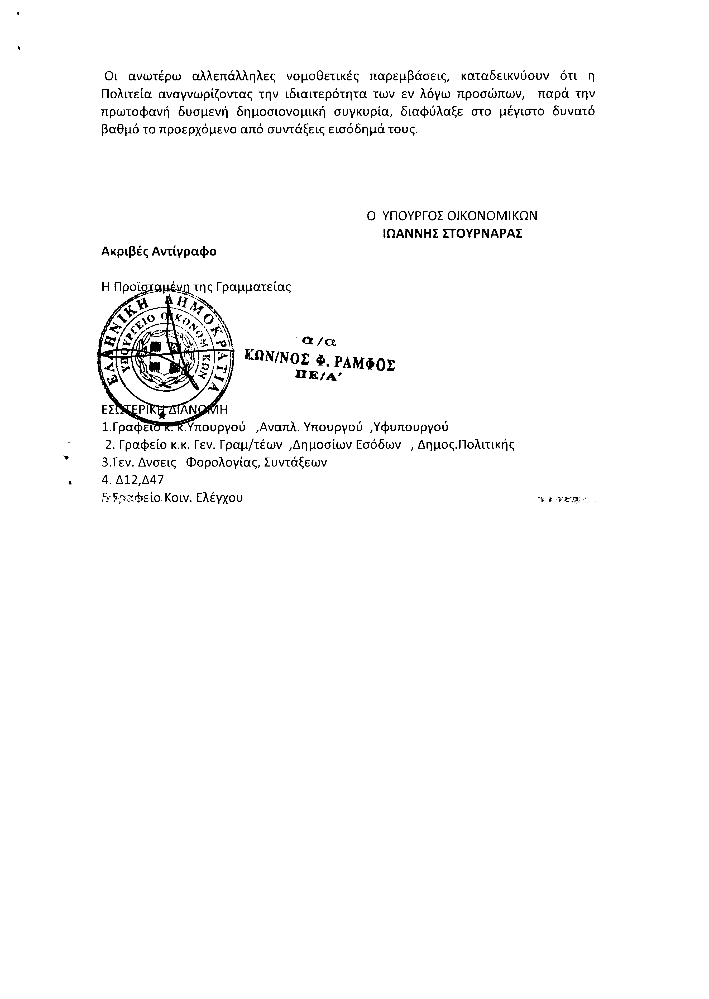 Οι ανωτέρω αλλεπάλληλες νομοθετικές παρεμβάσεις, καταδεικνύουν ότι η
Πολιτεία αναγνωρίζοντας την ιδιαιτερότητα των εν λόγω προσώπων, παρά την
πρωτοφανή δυσμενή δημοσιονομική συγκυρία, διαφύλαξε στο μέγιστο δυνατό
βαθμό το προερχόμενο από συντάξεις εισόδημά τους.
Ο ΥΠΟΥΡΓΟΣ ΟΙΚΟΝΟΜΙΚΩΝ
ΙΩΑΝΝΗΣ ΣΤΟΥΡΝΑΡΑΣ
Ακριβές Αντίγραφο
Η Προϊσταμένη της Γραμματείας
ΕΛΛΗΝΙΚΗ ΔΗΜΟΚΡΑΤΙΑ
ΥΠΟΥΡΓΕΙΟ ΟΙΚΟΝΟΜΙΚΩΝ
α/α
ΚΩΝ/ΝΟΣ Φ. ΡΑΜΦΟΣ
ΠΕ/Α'
ΕΣΩΤΕΡΙΚΗ ΔΙΑΝΟΜΗ
1.Γραφείο κ. κ.Υπουργού ,Αναπλ. Υπουργού ,Υφυπουργού
2. Γραφείο κ.κ. Γεν. Γραμ/τέων ,Δημοσίων Εσόδων , Δημος.Πολιτικής
3.Γεν. Δνσεις Φορολογίας, Συντάξεων
4. Δ12,Δ47
5.Γραφείο Κοιν. Ελέγχου